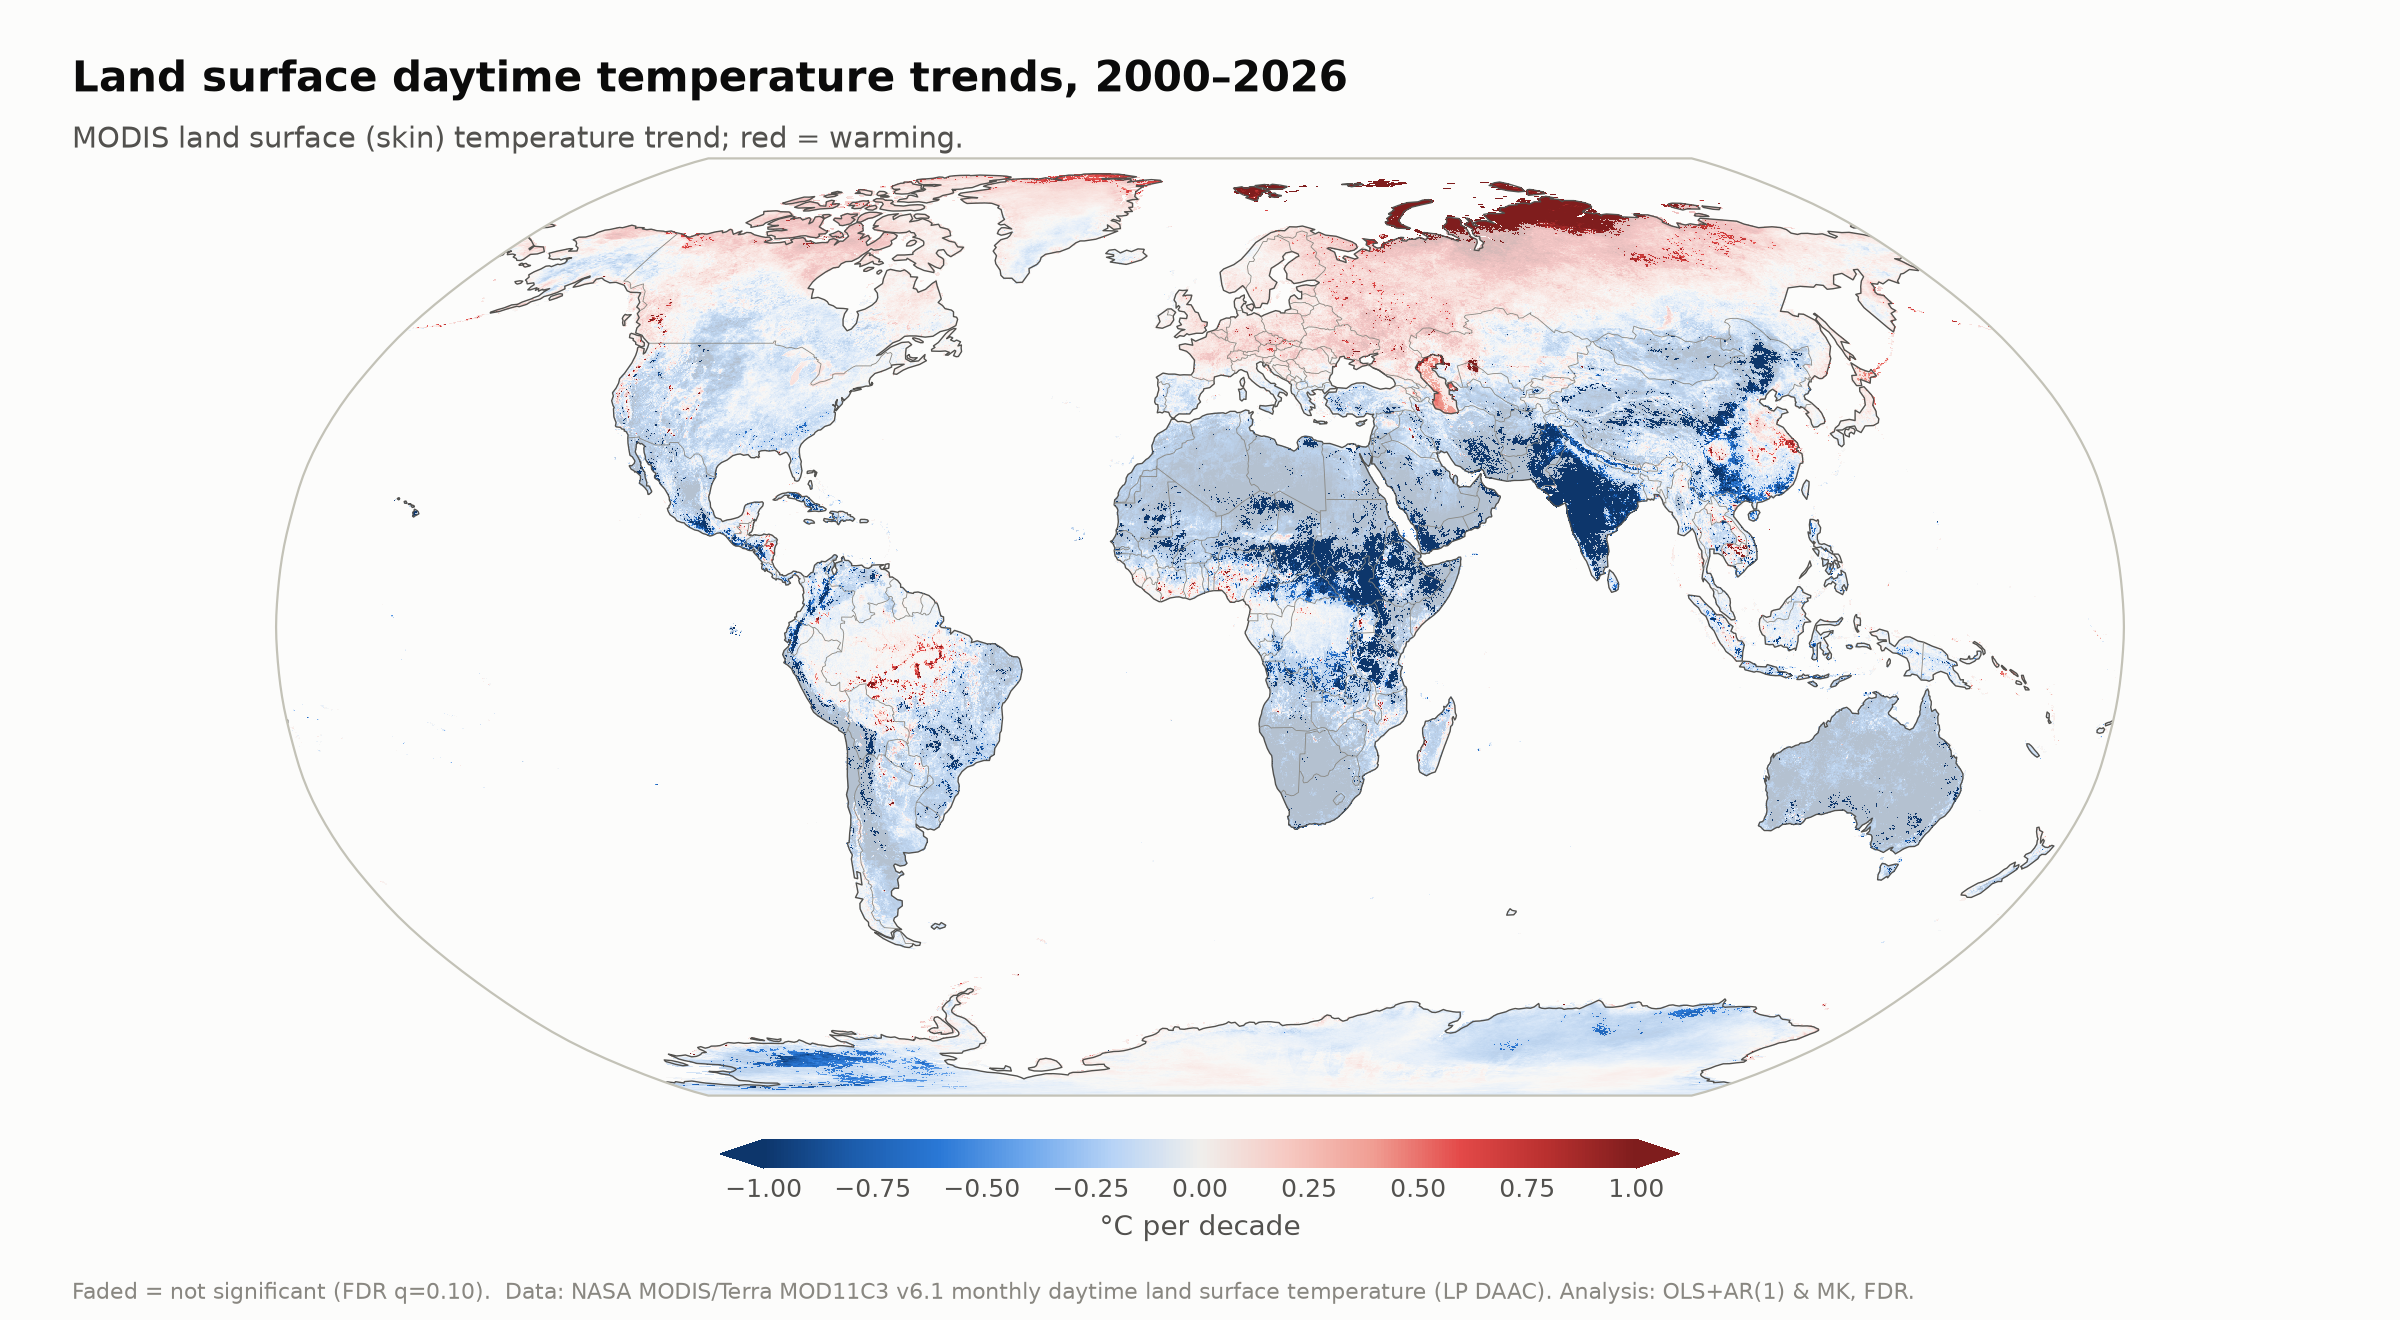 Land surface daytime temperature trends, 2000–2026
MODIS land surface (skin) temperature trend; red = warming.
−1.00 −0.75 −0.50 −0.25 0.00 0.25 0.50 0.75 1.00
°C per decade
Faded = not significant (FDR q=0.10).  Data: NASA MODIS/Terra MOD11C3 v6.1 monthly daytime land surface temperature (LP DAAC). Analysis: OLS+AR(1) & MK, FDR.